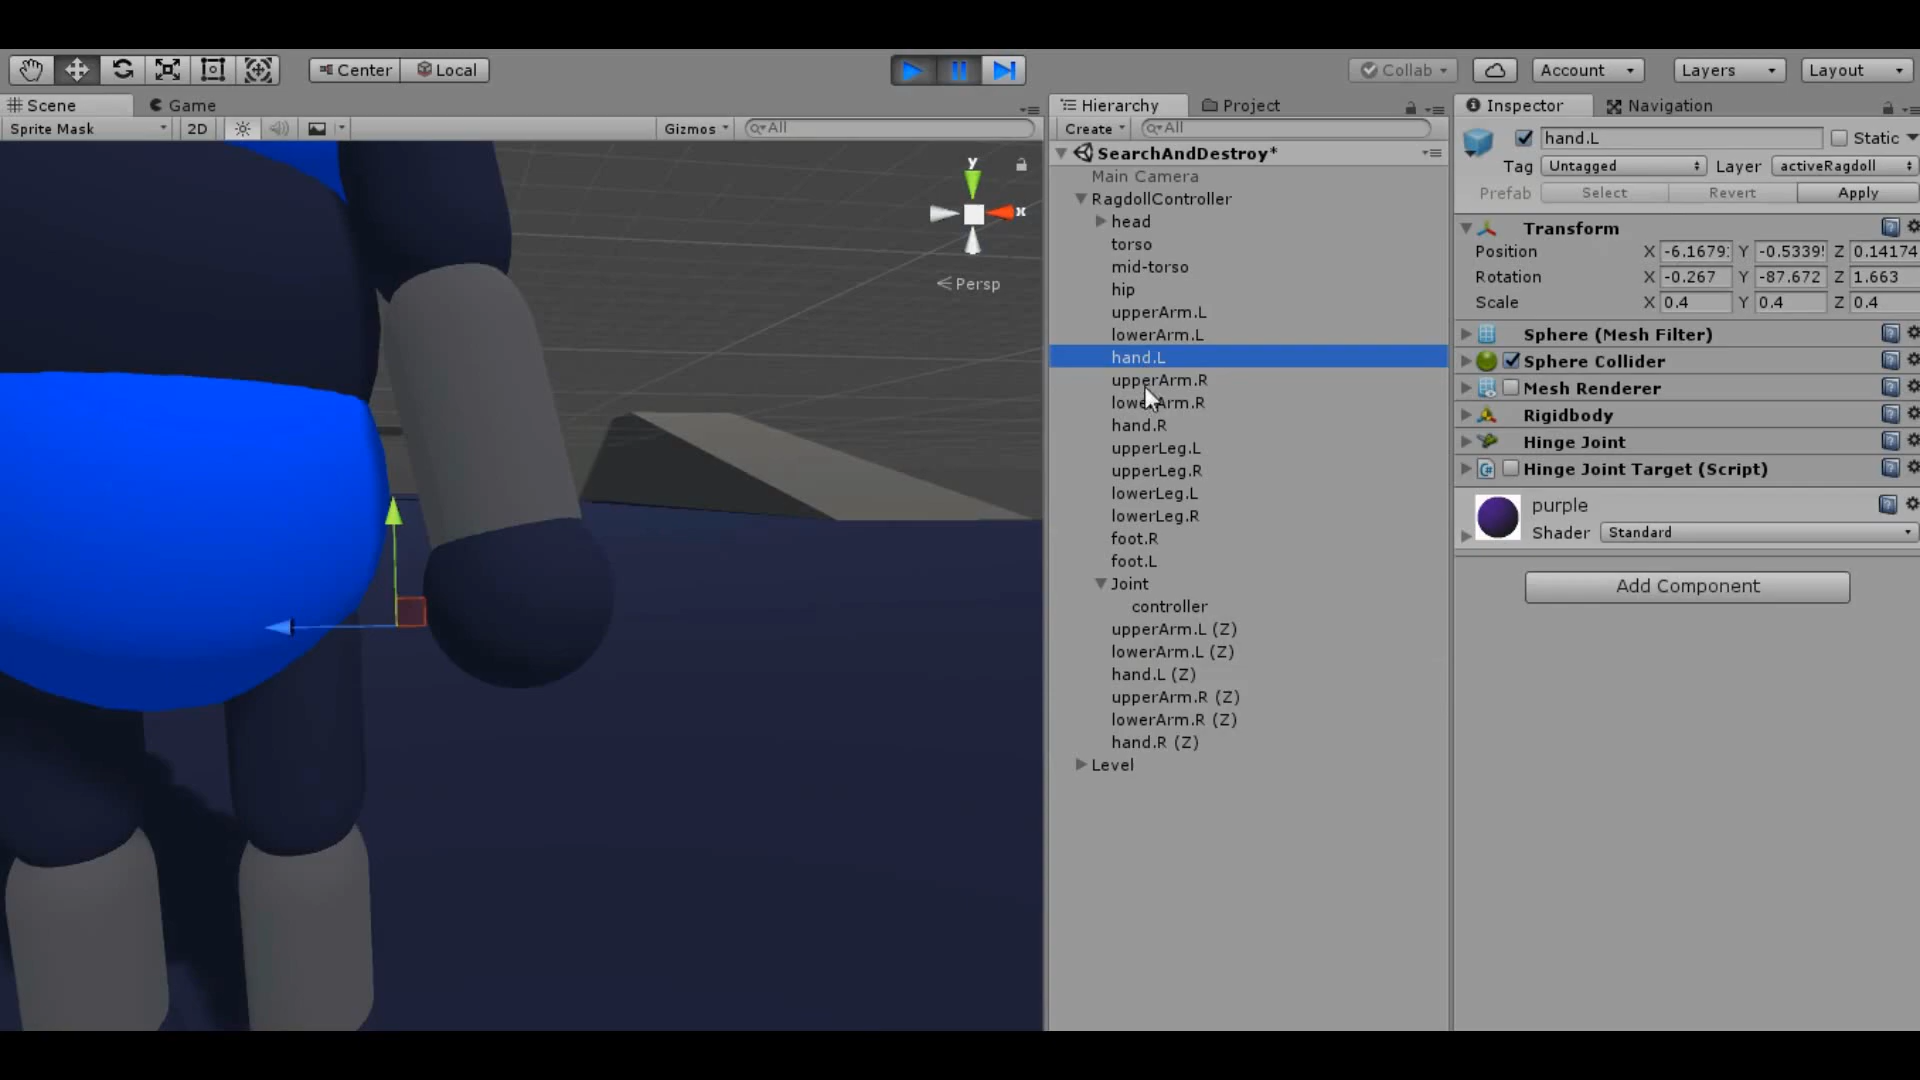 Center Local
Collab Account Layers Layout
Scene Game
Hierarchy Project
Inspector Navigation
Sprite Mask 2D Gizmos All
Create All
y
x
Persp
SearchAndDestroy*
Main Camera
RagdollController
head
torso
mid-torso
hip
upperArm.L
lowerArm.L
hand.L
upperArm.R
lowerArm.R
hand.R
upperLeg.L
upperLeg.R
lowerLeg.L
lowerLeg.R
foot.R
foot.L
Joint
controller
upperArm.L (Z)
lowerArm.L (Z)
hand.L (Z)
upperArm.R (Z)
lowerArm.R (Z)
hand.R (Z)
Level
hand.L Static
Tag Untagged Layer activeRagdoll
Prefab Select Revert Apply
Transform
Position X -6.1679 Y -0.5339 Z 0.14174
Rotation X -0.267 Y -87.672 Z 1.663
Scale X 0.4 Y 0.4 Z 0.4
Sphere (Mesh Filter)
Sphere Collider
Mesh Renderer
Rigidbody
Hinge Joint
Hinge Joint Target (Script)
purple
Shader Standard
Add Component